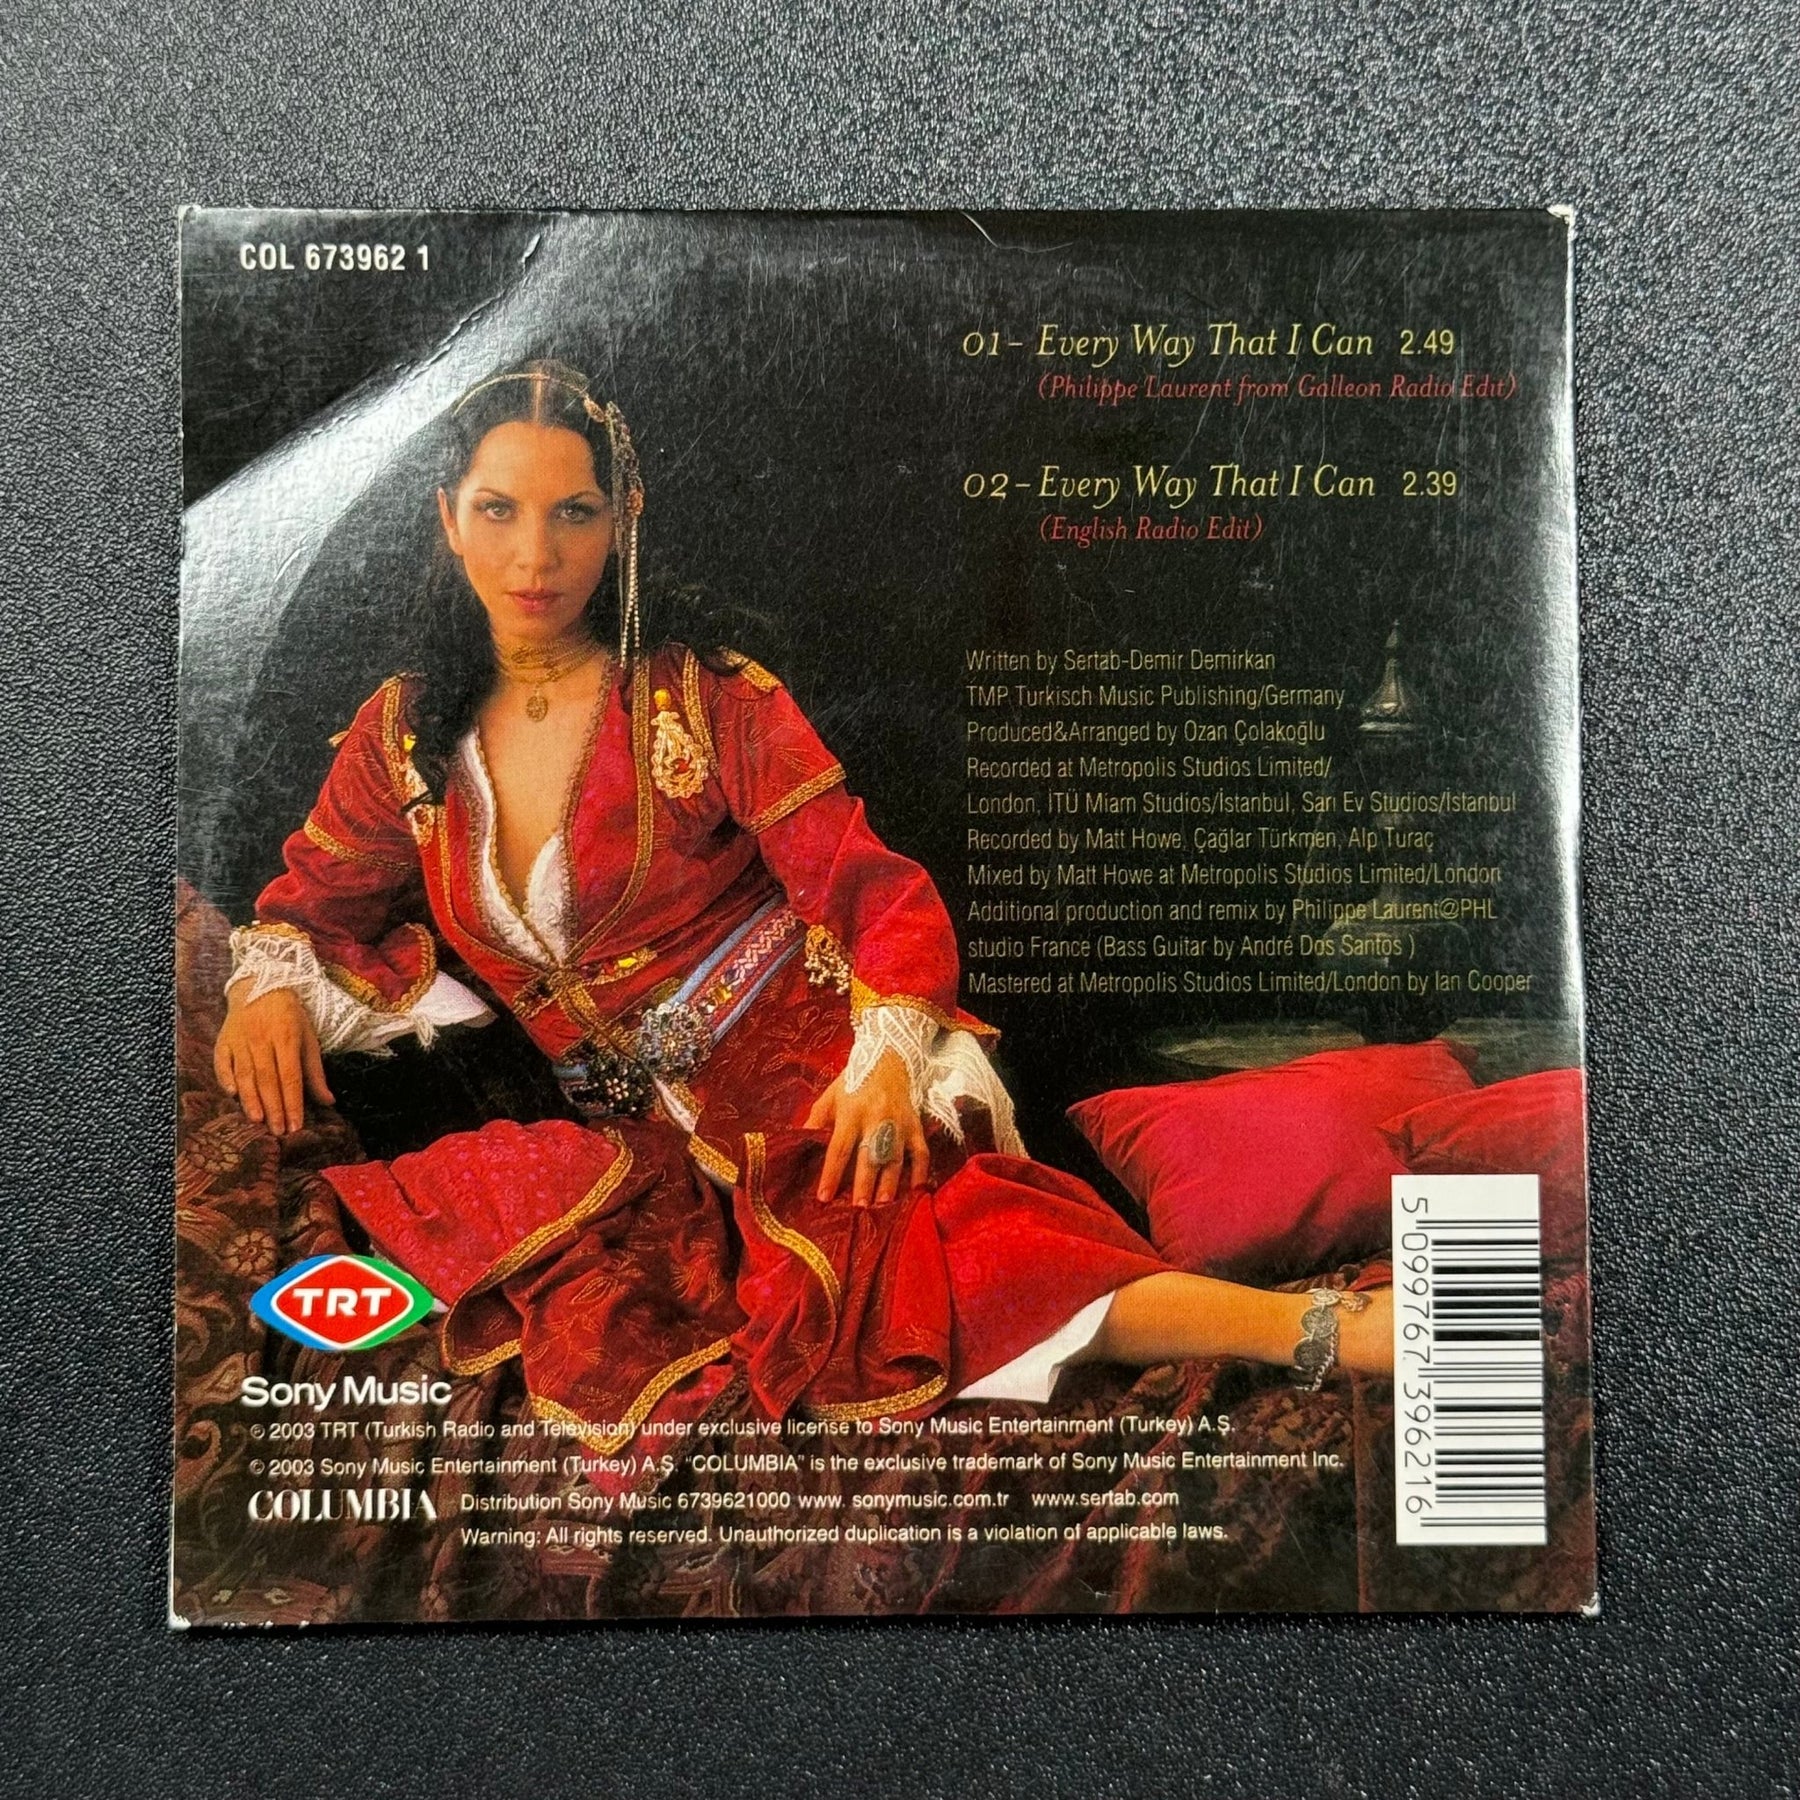 COL 673962 1
01- Every Way That I Can 2.49
(Philippe Laurent from Galleon Radio Edit)
02- Every Way That I Can 2.39
(English Radio Edit)
Written by Sertab-Demir Demirkan
TMP Turkisch Music Publishing/Germany
Produced&Arranged by Ozan Çolakoğlu
Recorded at Metropolis Studios Limited/
London, İTÜ Miam Studios/İstanbul, Sarı Ev Studios/İstanbul
Recorded by Matt Howe, Çağlar Türkmen, Alp Turaç
Mixed by Matt Howe at Metropolis Studios Limited/London
Additional production and remix by Philippe Laurent@PHL
studio France (Bass Guitar by André Dos Santos )
Mastered at Metropolis Studios Limited/London by Ian Cooper
TRT
Sony Music
℗ 2003 TRT (Turkish Radio and Television) under exclusive license to Sony Music Entertainment (Turkey) A.Ş.
© 2003 Sony Music Entertainment (Turkey) A.Ş. "COLUMBIA" is the exclusive trademark of Sony Music Entertainment Inc.
COLUMBIA Distribution Sony Music 6739621000 www. sonymusic.com.tr www.sertab.com
Warning: All rights reserved. Unauthorized duplication is a violation of applicable laws.
5 099767 396216